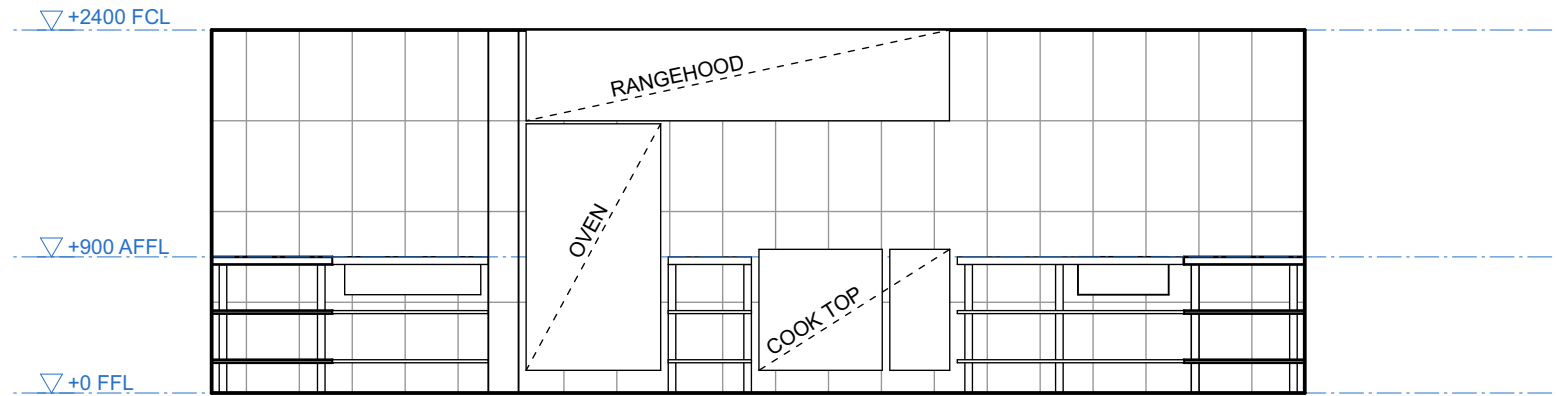 +2400 FCL
RANGEHOOD
OVEN
+900 AFFL
COOK TOP
+0 FFL